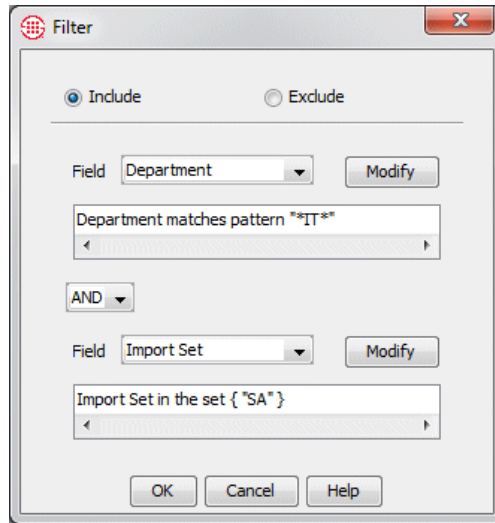 Filter
Include Exclude
Field Department Modify
Department matches pattern "*IT*"
AND
Field Import Set Modify
Import Set in the set { "SA" }
OK Cancel Help